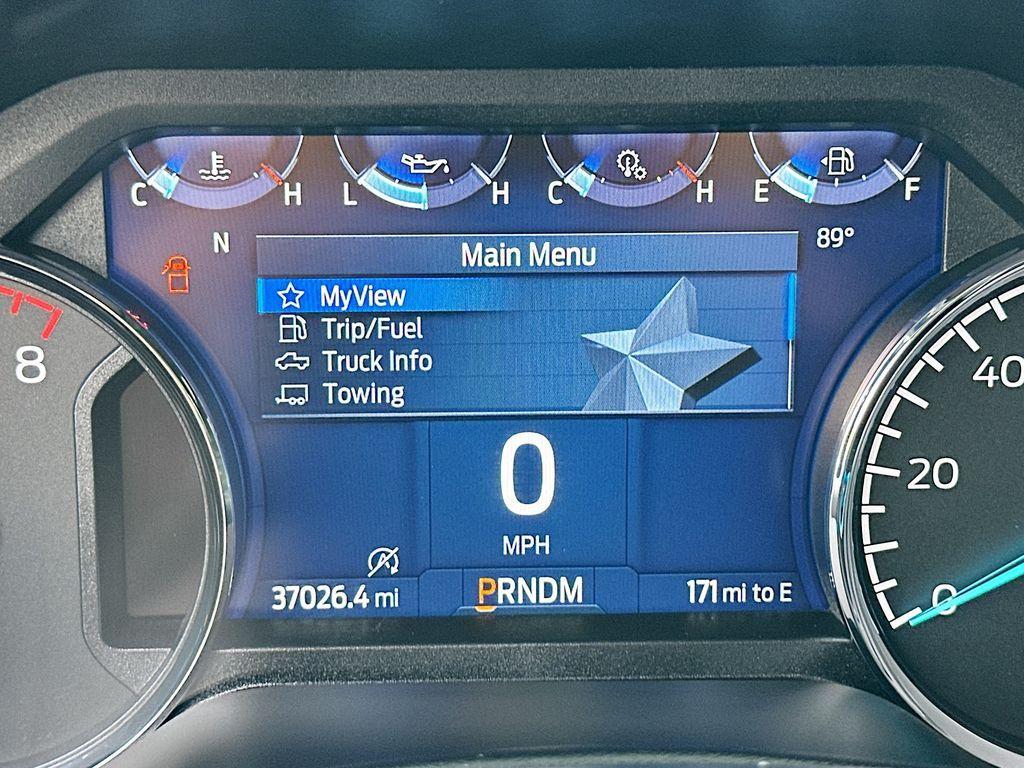 C H L H C H E F
N
89°
Main Menu
MyView
Trip/Fuel
Truck Info
Towing
8
40
20
0
0
MPH
37026.4 mi
PRNDM
171 mi to E